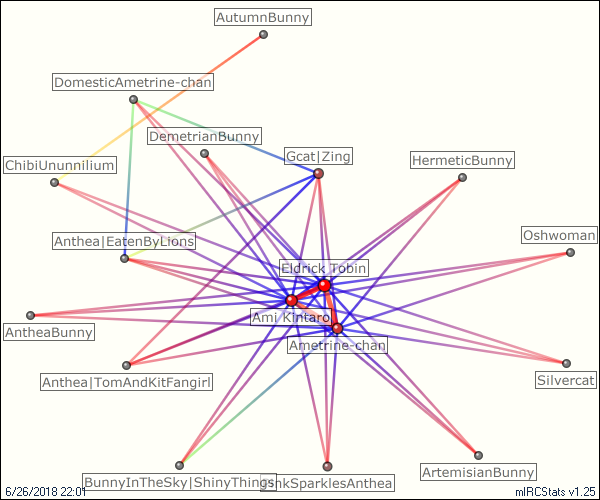 AutumnBunny
DomesticAmetrine-chan
DemetrianBunny
Gcat|Zing
HermeticBunny
ChibiUnunnilium
Anthea|EatenByLions
Oshwoman
Eldrick_Tobin
Ami_Kintaro
AntheaBunny
Ametrine-chan
Anthea|TomAndKitFangirl
Silvercat
ArtemisianBunny
BunnyInTheSky|ShinyThings
nkSparklesAnthea
6/26/2018 22:01
mIRCStats v1.25